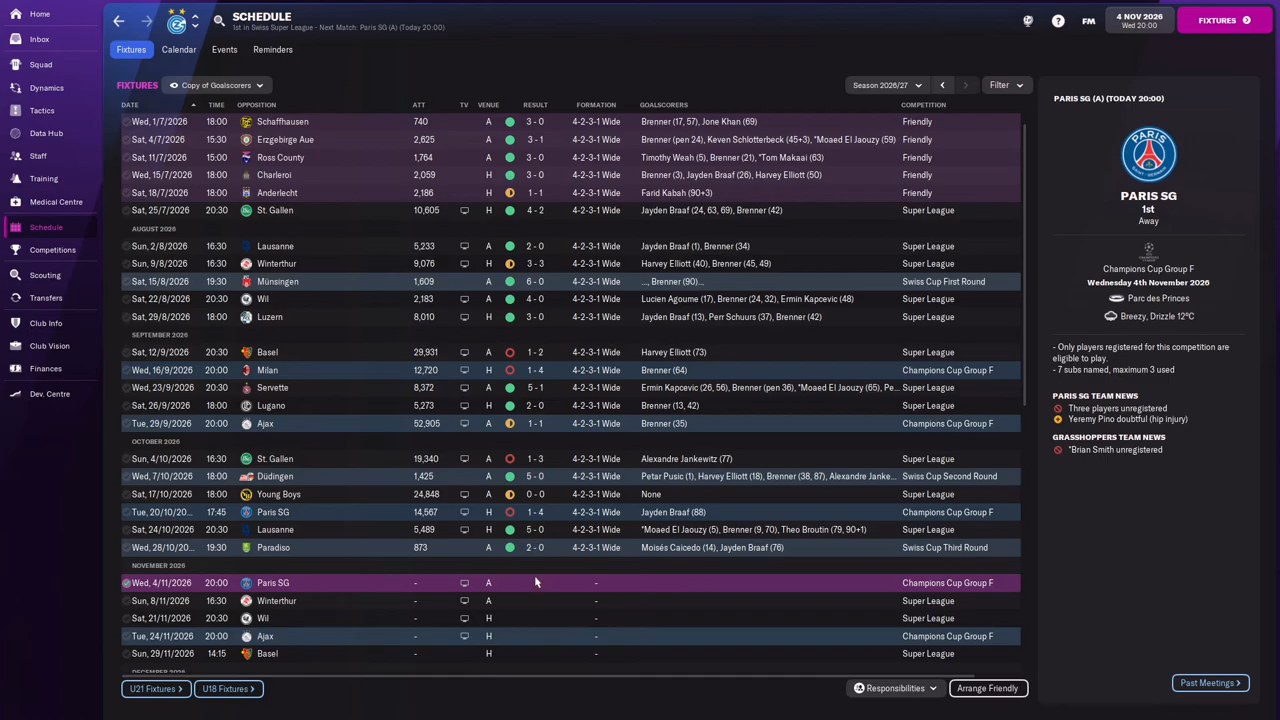 Home
Inbox
Squad
Dynamics
Tactics
Data Hub
Staff
Training
Medical Centre
Schedule
Competitions
Scouting
Transfers
Club Info
Club Vision
Finances
Dev. Centre
SCHEDULE
1st in Swiss Super League - Next Match: Paris SG (A) (Today 20:00)
FM
4 NOV 2026
Wed 20:00
FIXTURES
Fixtures Calendar Events Reminders
FIXTURES Copy of Goalscorers Season 2026/27 Filter
DATE TIME OPPOSITION ATT TV VENUE RESULT FORMATION GOALSCORERS COMPETITION
Wed, 1/7/2026 18:00 Schaffhausen 740 A 3 - 0 4-2-3-1 Wide Brenner (17, 57), Jone Khan (69) Friendly
Sat, 4/7/2026 15:30 Erzgebirge Aue 2,625 A 3 - 1 4-2-3-1 Wide Brenner (pen 24), Keven Schlotterbeck (45+3), *Moaed El Jaouzy (59) Friendly
Sat, 11/7/2026 15:00 Ross County 1,764 A 3 - 0 4-2-3-1 Wide Timothy Weah (5), Brenner (21), *Tom Makaai (63) Friendly
Wed, 15/7/2026 18:00 Charleroi 2,059 H 3 - 0 4-2-3-1 Wide Brenner (3), Jayden Braaf (26), Harvey Elliott (50) Friendly
Sat, 18/7/2026 18:00 Anderlecht 2,186 H 1 - 1 4-2-3-1 Wide Farid Kabah (90+3) Friendly
Sat, 25/7/2026 20:30 St. Gallen 10,605 H 4 - 2 4-2-3-1 Wide Jayden Braaf (24, 63, 69), Brenner (42) Super League
AUGUST 2026
Sun, 2/8/2026 16:30 Lausanne 5,233 A 2 - 0 4-2-3-1 Wide Jayden Braaf (1), Brenner (34) Super League
Sun, 9/8/2026 16:30 Winterthur 9,076 H 3 - 3 4-2-3-1 Wide Harvey Elliott (40), Brenner (45, 49) Super League
Sat, 15/8/2026 19:30 Münsingen 1,609 A 6 - 0 4-2-3-1 Wide ..., Brenner (90)... Swiss Cup First Round
Sat, 22/8/2026 20:30 Wil 2,183 A 4 - 0 4-2-3-1 Wide Lucien Agoume (17), Brenner (24, 32), Ermin Kapcevic (48) Super League
Sat, 29/8/2026 18:00 Luzern 8,010 H 3 - 0 4-2-3-1 Wide Jayden Braaf (13), Perr Schuurs (37), Brenner (42) Super League
SEPTEMBER 2026
Sat, 12/9/2026 20:30 Basel 29,931 A 1 - 2 4-2-3-1 Wide Harvey Elliott (73) Super League
Wed, 16/9/2026 20:00 Milan 12,720 H 1 - 4 4-2-3-1 Wide Brenner (64) Champions Cup Group F
Wed, 23/9/2026 20:30 Servette 8,372 H 5 - 1 4-2-3-1 Wide Ermin Kapcevic (26, 56), Brenner (pen 36), *Moaed El Jaouzy (65), Pe... Super League
Sat, 26/9/2026 18:00 Lugano 5,273 H 2 - 0 4-2-3-1 Wide Brenner (13, 42) Super League
Tue, 29/9/2026 20:00 Ajax 52,905 A 1 - 1 4-2-3-1 Wide Brenner (35) Champions Cup Group F
OCTOBER 2026
Sun, 4/10/2026 16:30 St. Gallen 19,340 A 1 - 3 4-2-3-1 Wide Alexandre Jankewitz (77) Super League
Wed, 7/10/2026 18:00 Düdingen 1,425 A 5 - 0 4-2-3-1 Wide Petar Pusic (1), Harvey Elliott (18), Brenner (38, 87), Alexandre Janke... Swiss Cup Second Round
Sat, 17/10/2026 18:00 Young Boys 24,848 A 0 - 0 4-2-3-1 Wide None Super League
Tue, 20/10/20... 17:45 Paris SG 14,567 H 1 - 4 4-2-3-1 Wide Jayden Braaf (88) Champions Cup Group F
Sat, 24/10/2026 20:30 Lausanne 5,489 H 5 - 0 4-2-3-1 Wide *Moaed El Jaouzy (5), Brenner (9, 70), Theo Broutin (79, 90+1) Super League
Wed, 28/10/20... 19:30 Paradiso 873 A 2 - 0 4-2-3-1 Wide Moisés Caicedo (14), Jayden Braaf (76) Swiss Cup Third Round
NOVEMBER 2026
Wed, 4/11/2026 20:00 Paris SG - A - Champions Cup Group F
Sun, 8/11/2026 16:30 Winterthur - A - Super League
Sat, 21/11/2026 20:30 Wil - H - Super League
Tue, 24/11/2026 20:00 Ajax - H - Champions Cup Group F
Sun, 29/11/2026 14:15 Basel - H - Super League
DECEMBER 2026
U21 Fixtures U18 Fixtures Responsibilities Arrange Friendly
PARIS SG (A) (TODAY 20:00)
PARIS
SAINT-GERMAIN
PARIS SG
1st
Away
Champions Cup Group F
Wednesday 4th November 2026
Parc des Princes
Breezy, Drizzle 12°C
- Only players registered for this competition are
eligible to play.
- 7 subs named, maximum 3 used
PARIS SG TEAM NEWS
Three players unregistered
Yeremy Pino doubtful (hip injury)
GRASSHOPPERS TEAM NEWS
*Brian Smith unregistered
Past Meetings